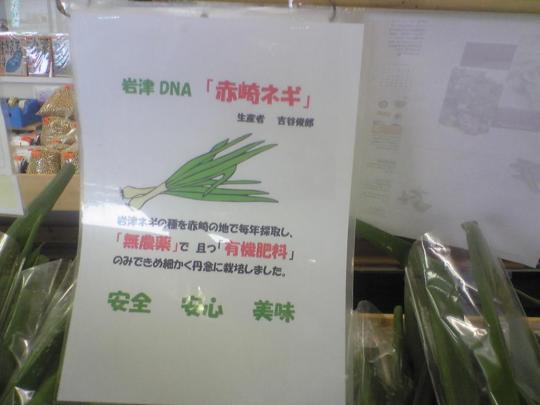 岩津 DNA 「赤崎ネギ」
生産者 吉谷俊郎
岩津ネギの種を赤崎の地で毎年採取し、
「無農薬」で 且つ「有機肥料」
のみできめ細かく丹念に栽培しました。
安全 安心 美味